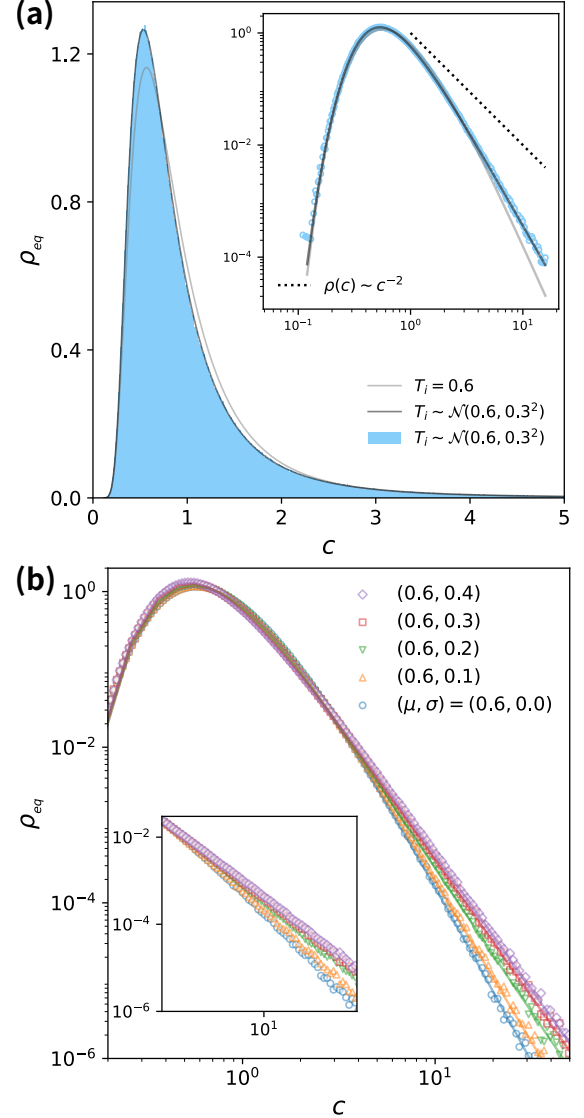 (a)
ρ_eq
1.2
0.8
0.4
0.0
0 1 2 3 4 5
c
10^0
10^−2
10^−4
10^−1 10^0 10^1
ρ(c) ~ c^−2
T_i = 0.6
T_i ~ 𝒩(0.6, 0.3^2)
T_i ~ 𝒩(0.6, 0.3^2)
(b)
ρ_eq
10^0
10^−2
10^−4
10^−6
10^0 10^1
c
(0.6, 0.4)
(0.6, 0.3)
(0.6, 0.2)
(0.6, 0.1)
(μ, σ) = (0.6, 0.0)
10^−2
10^−4
10^−6
10^1